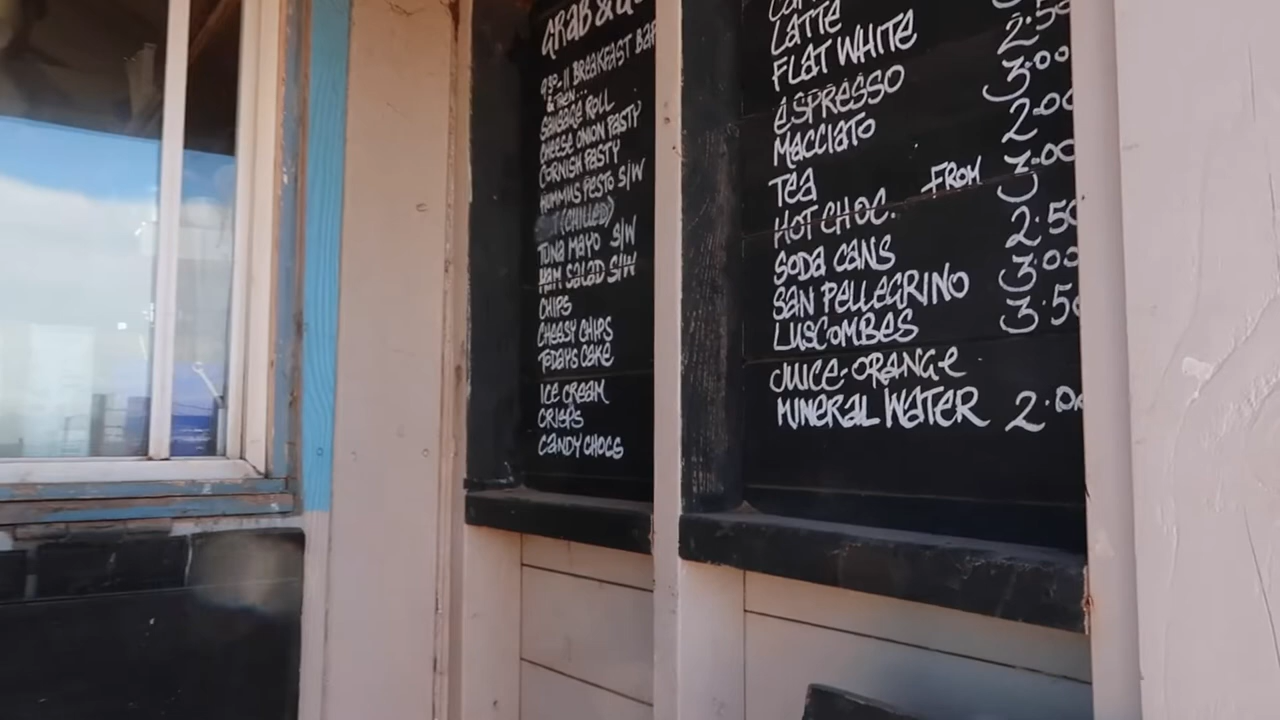 GRAB & GO
9.30-11 BREAKFAST BAP
& THEN...
SAUSAGE ROLL
CHEESE ONION PASTY
CORNISH PASTY
HUMMUS PESTO S/W
(CHILLED)
TUNA MAYO S/W
HAM SALAD S/W
CHIPS
CHEESY CHIPS
TODAYS CAKE
ICE CREAM
CRISPS
CANDY CHOCS
LATTE
FLAT WHITE 2.50
ESPRESSO 3.00
MACCIATO 2.00
TEA
HOT CHOC. FROM 3.00
SODA CANS 2.50
SAN PELLEGRINO 3.00
LUSCOMBES 3.50
JUICE-ORANGE
MINERAL WATER 2.00